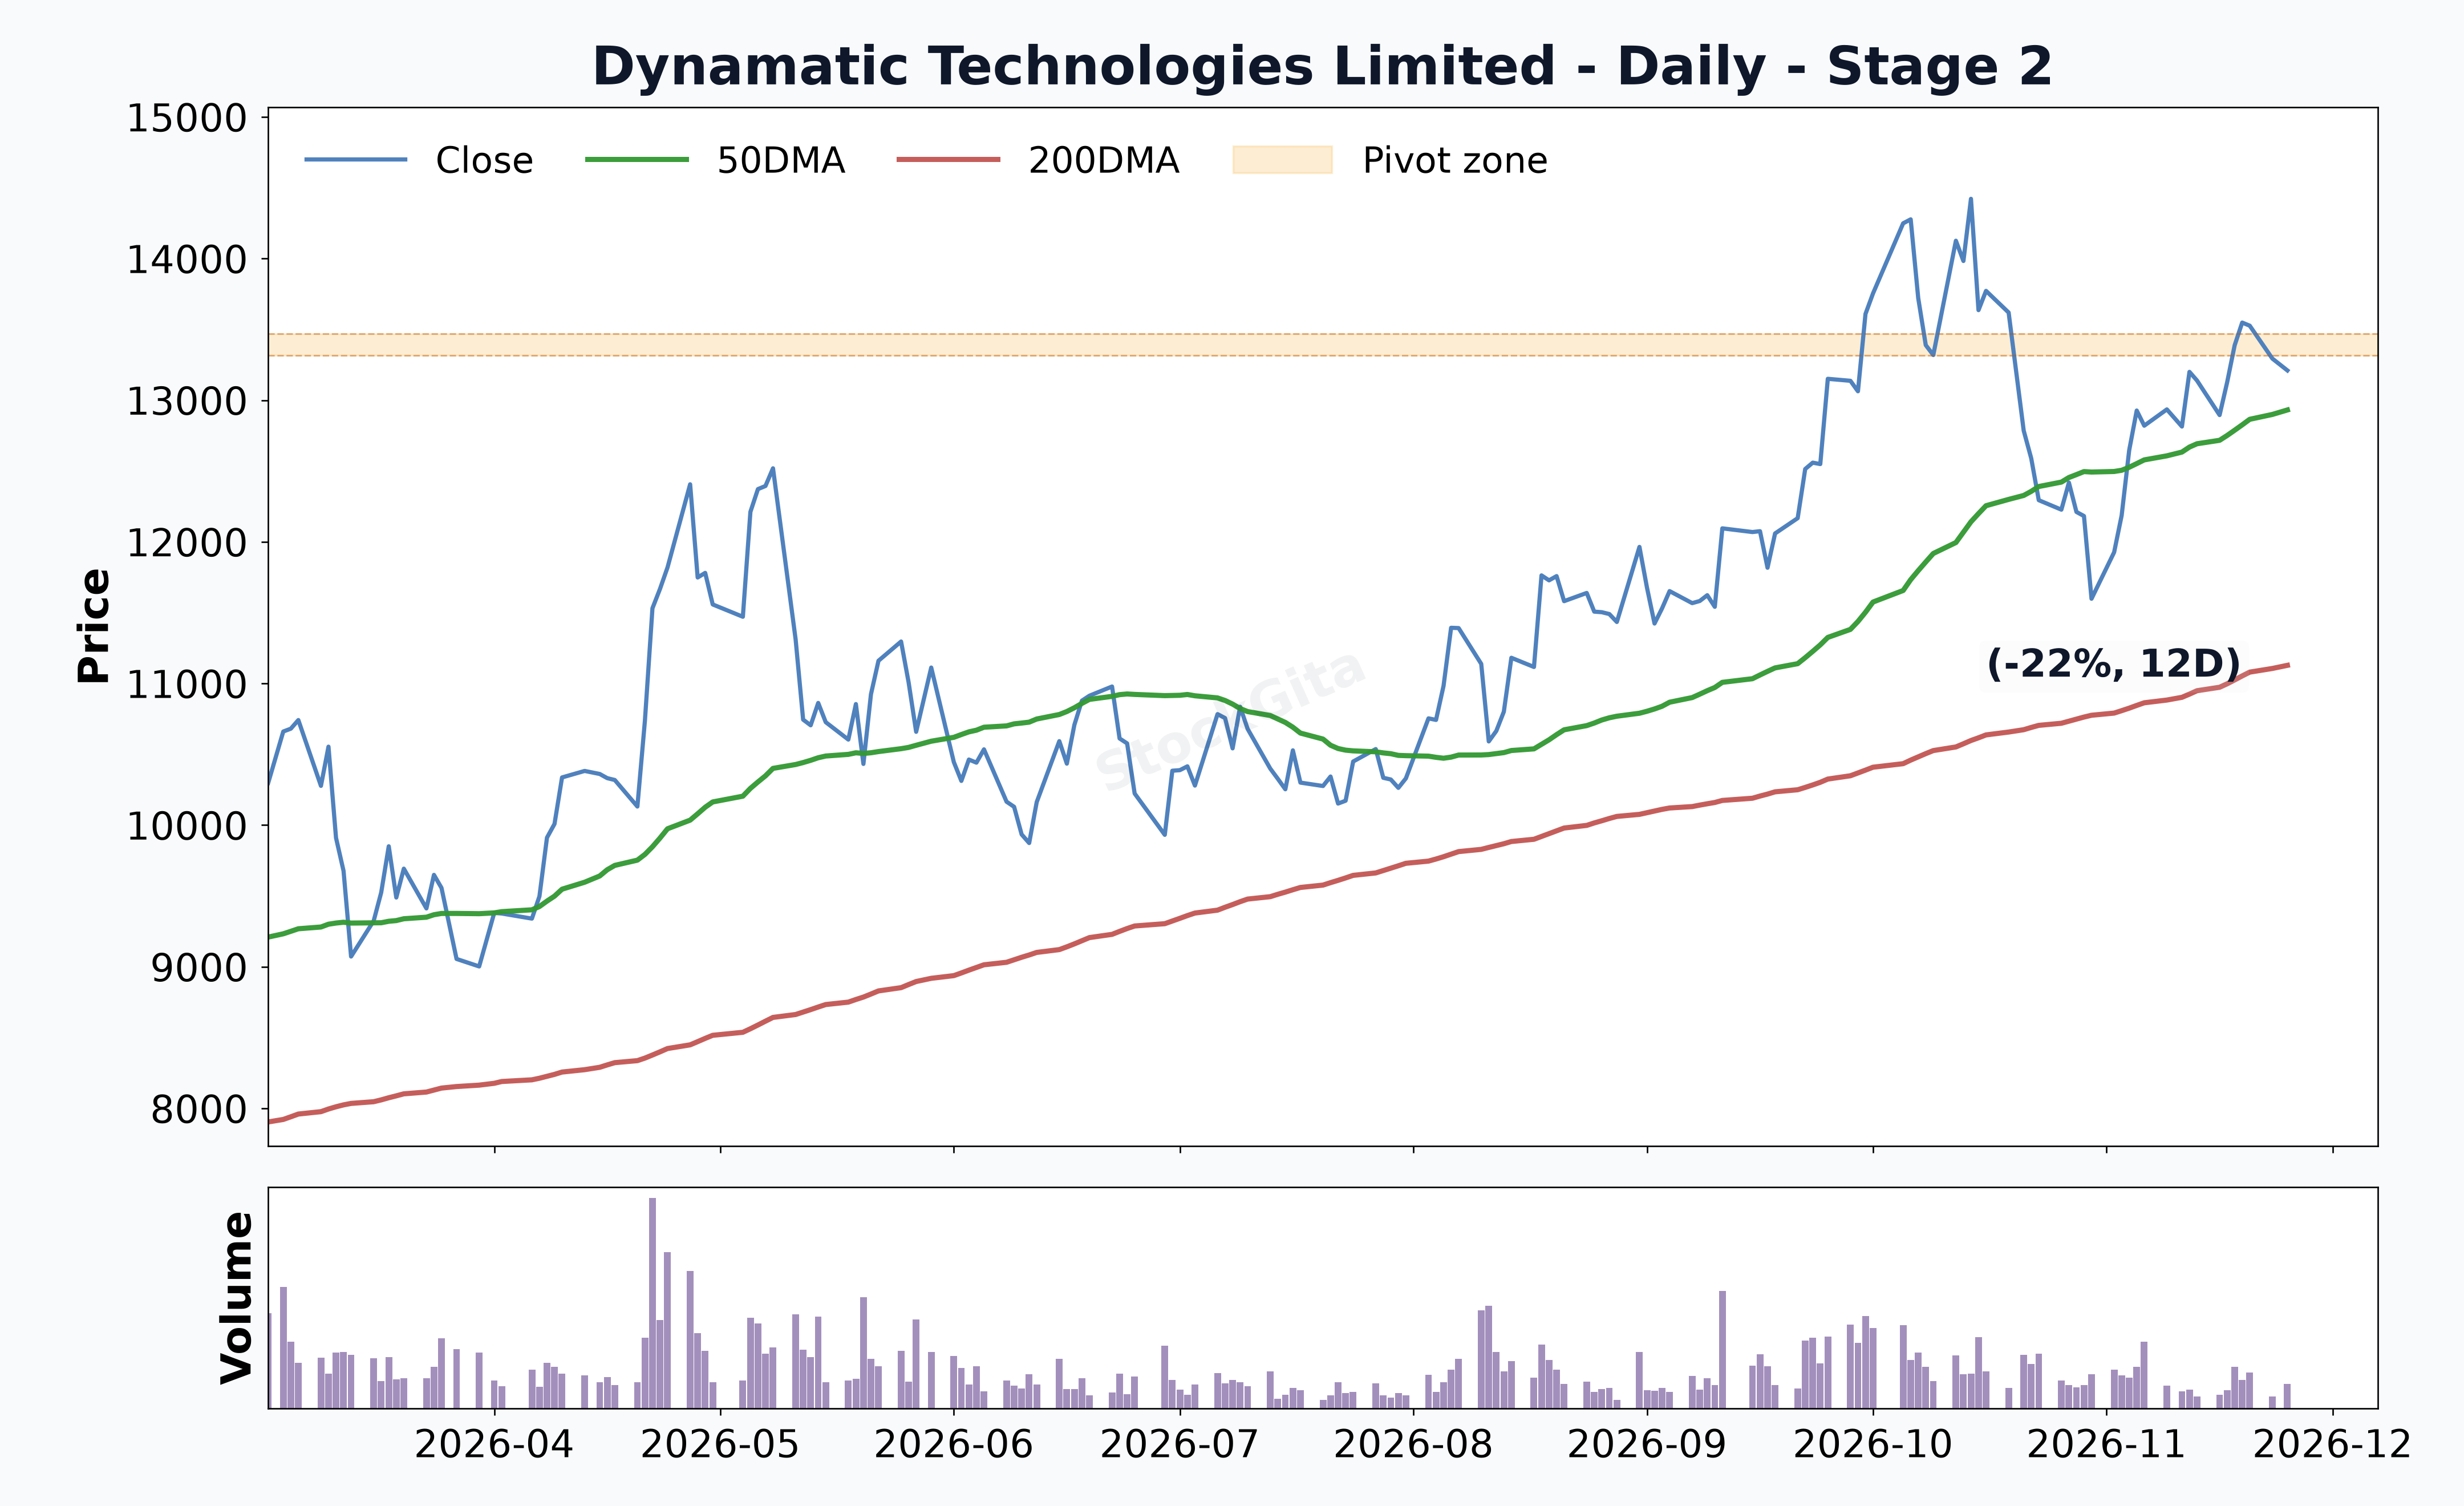 Dynamatic Technologies Limited - Daily - Stage 2
Close 50DMA 200DMA Pivot zone
15000
14000
13000
12000
11000
10000
9000
8000
Price
(-22%, 12D)
StockGita
Volume
2026-04 2026-05 2026-06 2026-07 2026-08 2026-09 2026-10 2026-11 2026-12